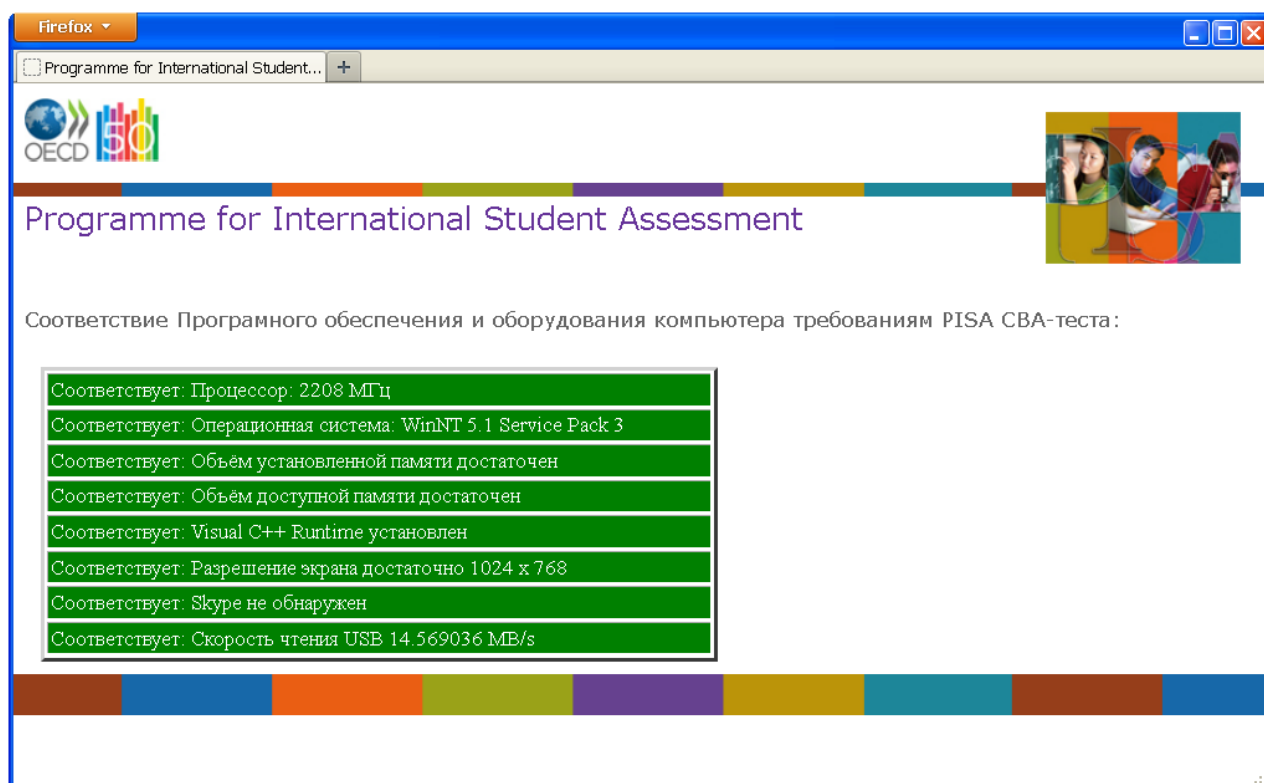 Firefox
Programme for International Student... +
OECD 50
Programme for International Student Assessment
PISA
Соответствие Програмного обеспечения и оборудования компьютера требованиям PISA CBA-теста:
Соответствует: Процессор: 2208 МГц
Соответствует: Операционная система: WinNT 5.1 Service Pack 3
Соответствует: Объём установленной памяти достаточен
Соответствует: Объём доступной памяти достаточен
Соответствует: Visual C++ Runtime установлен
Соответствует: Разрешение экрана достаточно 1024 x 768
Соответствует: Skype не обнаружен
Соответствует: Скорость чтения USB 14.569036 MB/s